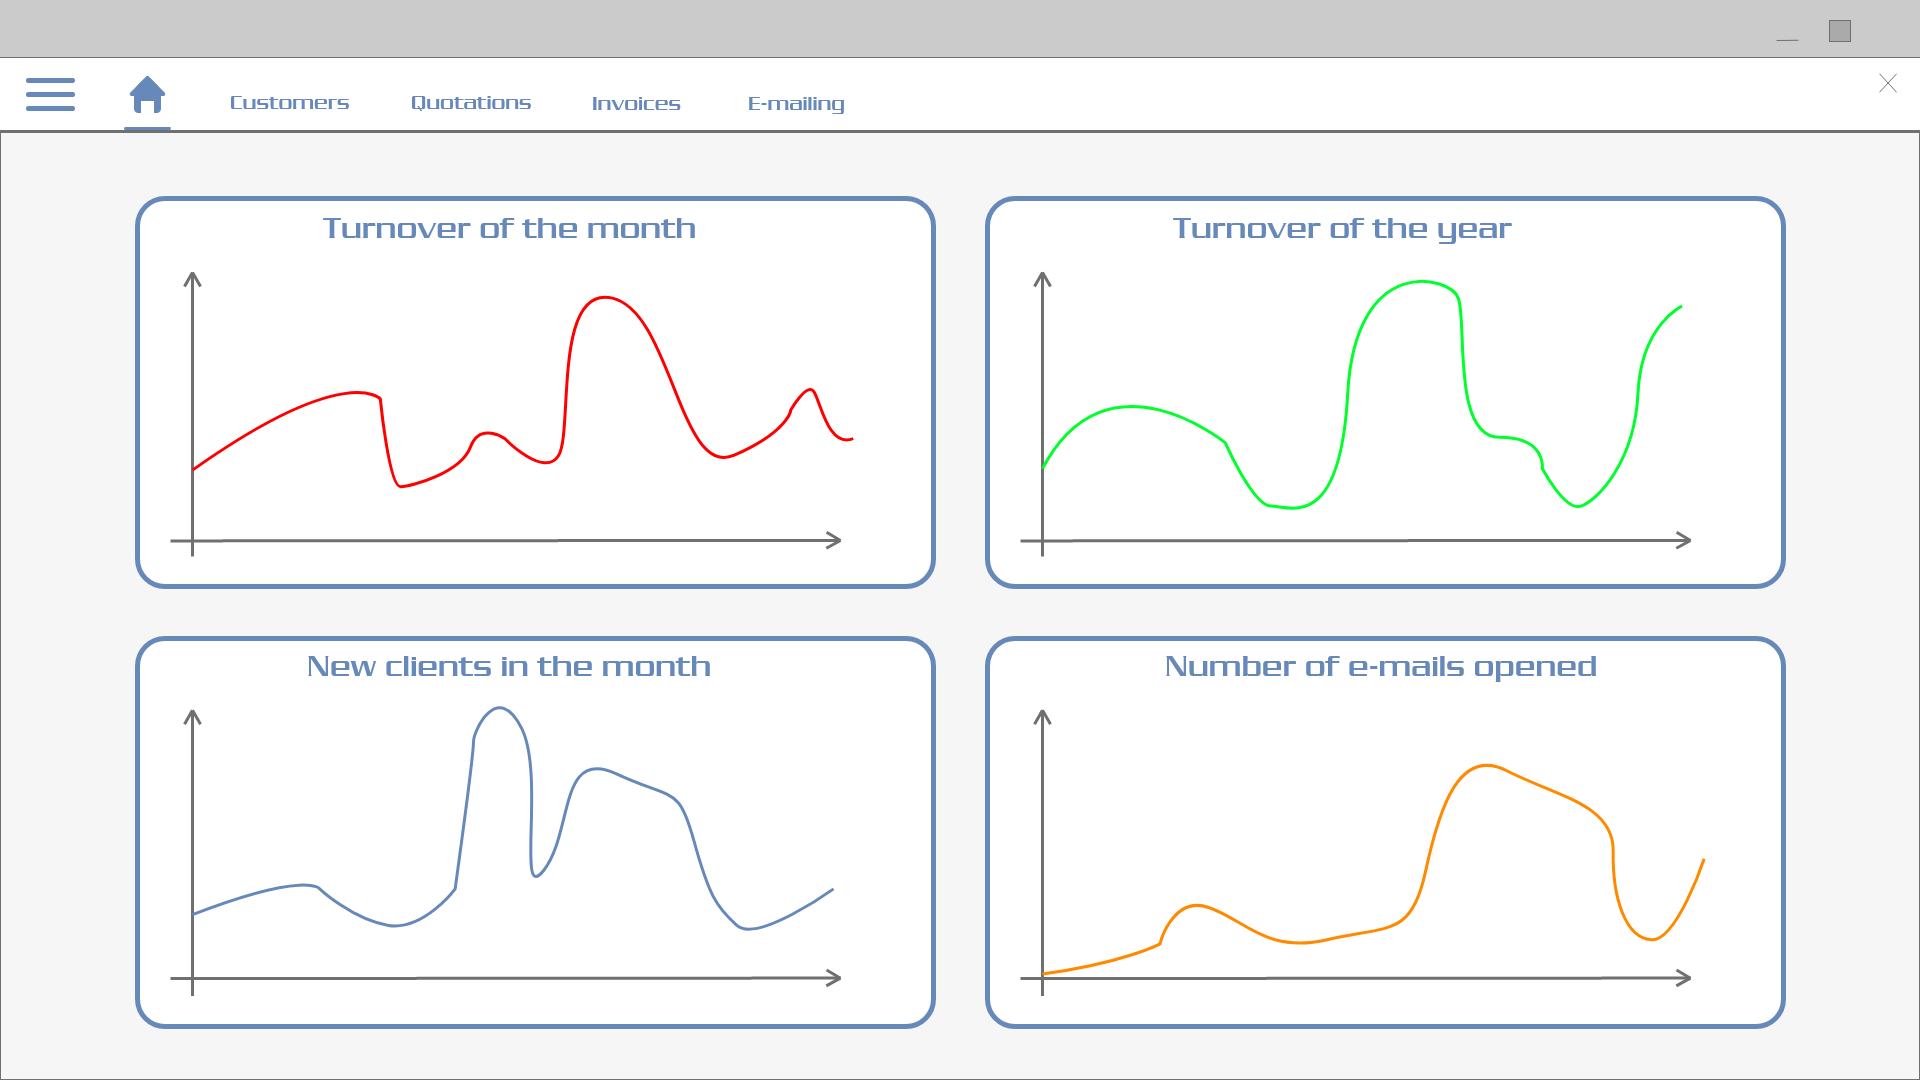 Customers
Quotations
Invoices
E-mailing
Turnover of the month
Turnover of the year
New clients in the month
Number of e-mails opened